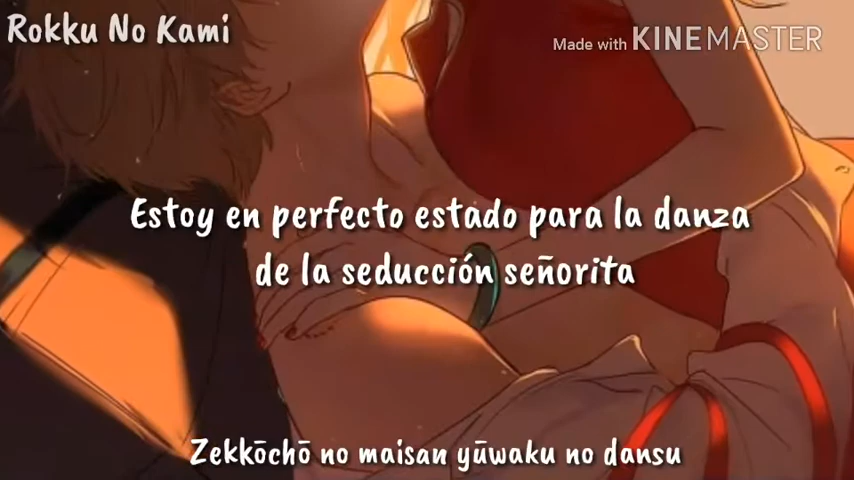 Rokku No Kami
Made with KINEMASTER
Estoy en perfecto estado para la danza
de la seducción señorita
Zekkōchō no maisan yūwaku no dansu